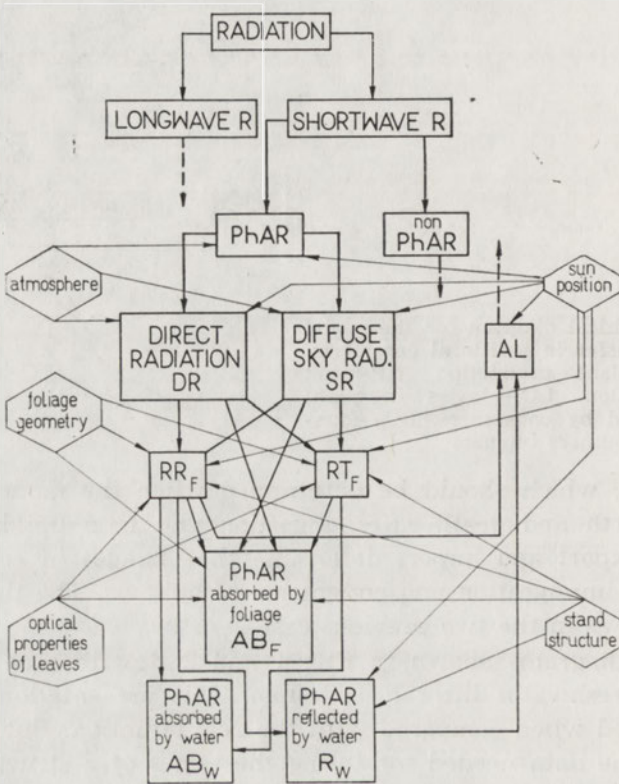 RADIATION
LONGWAVE R
SHORTWAVE R
PhAR
non
PhAR
atmosphere
sun
position
DIRECT
RADIATION
DR
DIFFUSE
SKY RAD.
SR
AL
foliage
geometry
RR_F
RT_F
PhAR
absorbed by
foliage
AB_F
optical
properties
of leaves
stand
structure
PhAR
absorbed
by water
AB_W
PhAR
reflected
by water
R_W